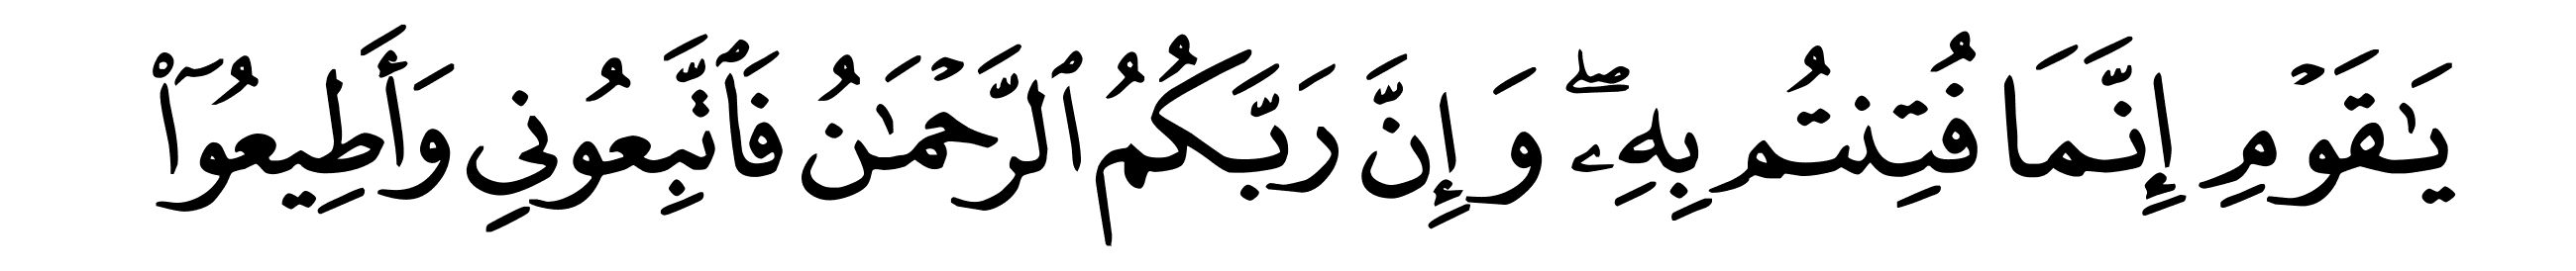 يَـٰقَوْمِ إِنَّمَا فُتِنتُم بِهِۦۖ وَإِنَّ رَبَّكُمُ ٱلرَّحْمَـٰنُ فَٱتَّبِعُونِى وَأَطِيعُوٓا۟